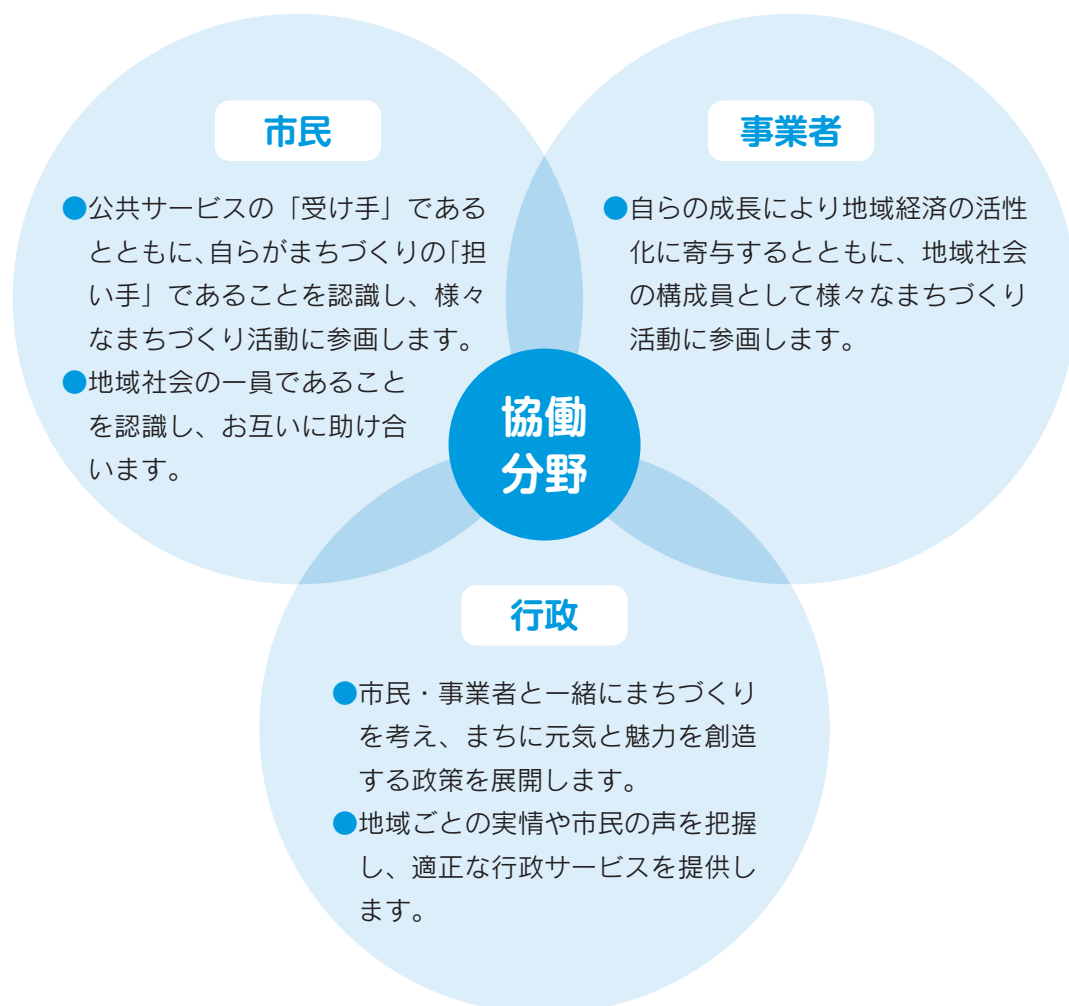 市民
●公共サービスの「受け手」である
とともに、自らがまちづくりの「担
い手」であることを認識し、様々
なまちづくり活動に参画します。
●地域社会の一員であること
を認識し、お互いに助け合
います。
事業者
●自らの成長により地域経済の活性
化に寄与するとともに、地域社会
の構成員として様々なまちづくり
活動に参画します。
協働
分野
行政
●市民・事業者と一緒にまちづくり
を考え、まちに元気と魅力を創造
する政策を展開します。
●地域ごとの実情や市民の声を把握
し、適正な行政サービスを提供し
ます。